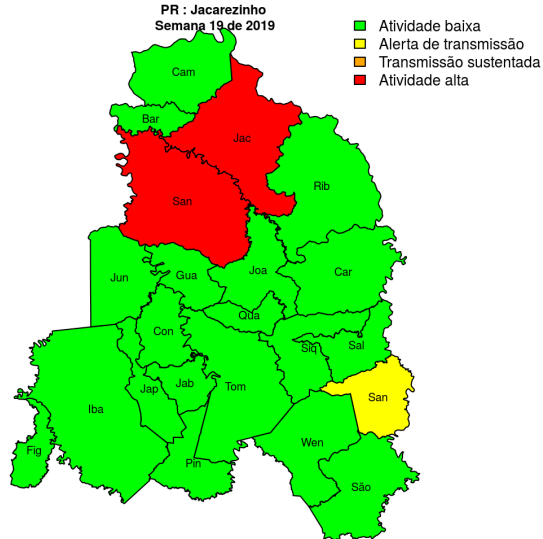 PR : Jacarezinho
Semana 19 de 2019
Atividade baixa
Alerta de transmissão
Transmissão sustentada
Atividade alta
Cam
Bar
Jac
Rib
San
Jun
Gua
Joa
Car
Qua
Con
Siq
Sal
Jap
Jab
Tom
San
Iba
Wen
Fig
Pin
São